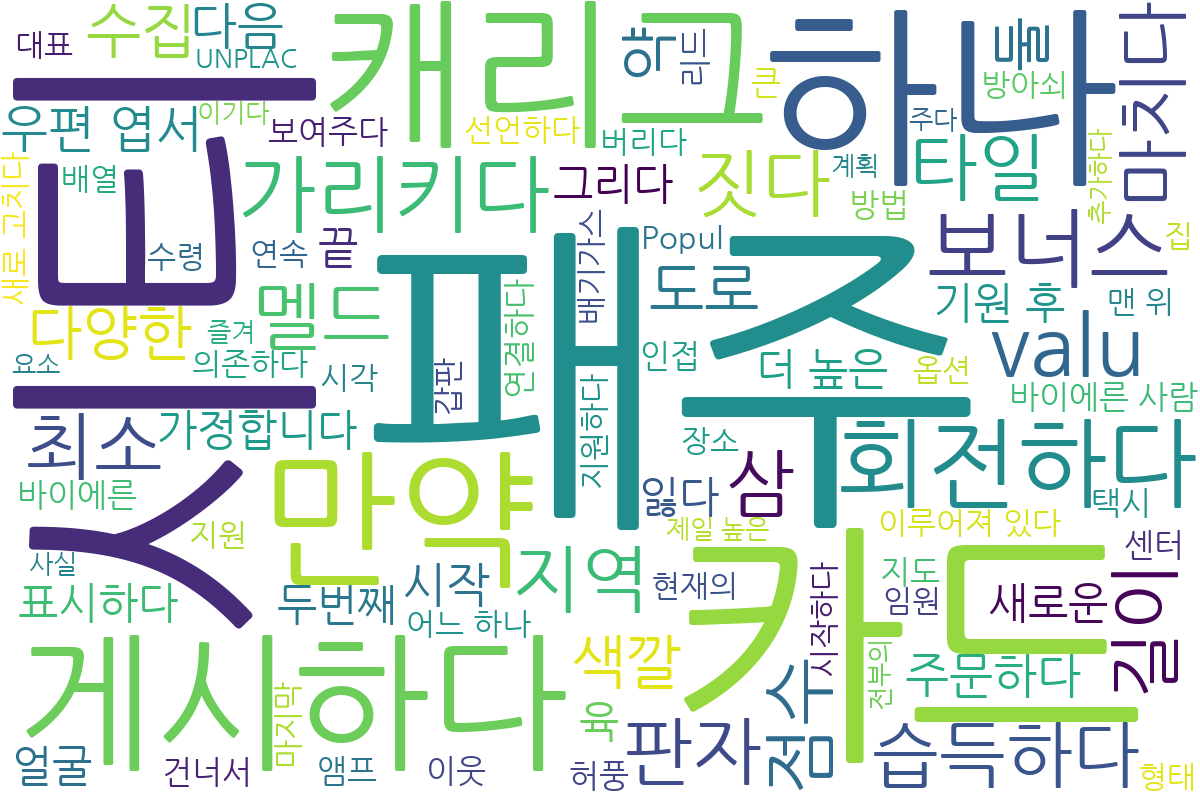 대표
수집
다음
UNPLAC
캐리그
하나
약
리드
큰
툴
방아쇠
마치다
시트
우편 엽서
이기다
보여주다
선언하다
버리다
주다
계획
타일
추가하다
새로 고치다
배열
가리키다
그리다
짓다
방법
보너스
집
수령
연속
끝
패주
배기가스
Popul
도로
기원 후
맨 위
다양한
즐겨
멜드
연결하다
인접
더 높은
옵션
valu
요소
의존하다
시각
갑판
지원하다
바이에른 사람
최소
가정합니다
장소
회전하다
바이에른
지원
만약
잃다
삼
택시
제일 높은
이루어져 있다
센터
사실
표시하다
두번째
시작
지역
현재의
카드
지도
임원
새로운
길이
어느 하나
게시하다
마지막
색깔
시작하다
전부의
주문하다
얼굴
건너서
앰프
이웃
허풍
판자
점수
습득하다
형태